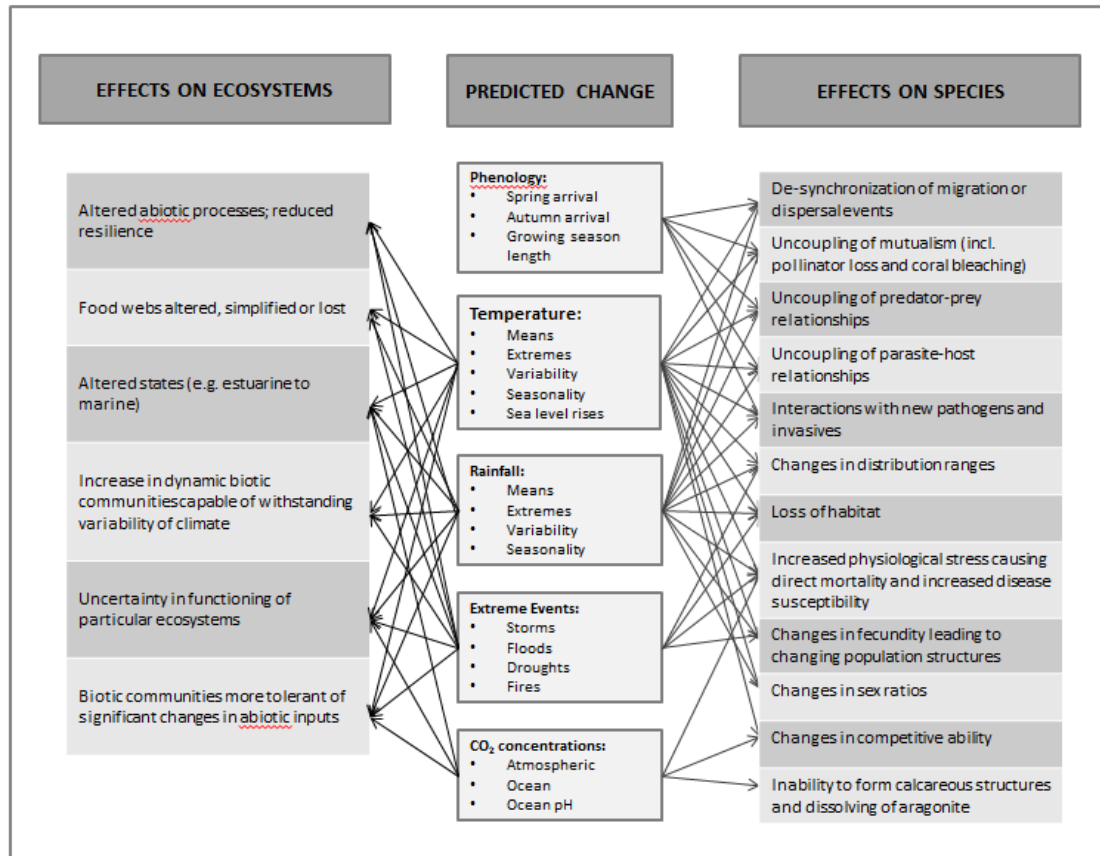 EFFECTS ON ECOSYSTEMS
PREDICTED CHANGE
EFFECTS ON SPECIES
Altered abiotic processes; reduced
resilience
Food webs altered, simplified or lost
Altered states (e.g. estuarine to
marine)
Increase in dynamic biotic
communitiescapable of withstanding
variability of climate
Uncertainty in functioning of
particular ecosystems
Biotic communities more tolerant of
significant changes in abiotic inputs
Phenology:
• Spring arrival
• Autumn arrival
• Growing season
length
Temperature:
• Means
• Extremes
• Variability
• Seasonality
• Sea level rises
Rainfall:
• Means
• Extremes
• Variability
• Seasonality
Extreme Events:
• Storms
• Floods
• Droughts
• Fires
CO₂ concentrations:
• Atmospheric
• Ocean
• Ocean pH
De-synchronization of migration or
dispersal events
Uncoupling of mutualism (incl.
pollinator loss and coral bleaching)
Uncoupling of predator-prey
relationships
Uncoupling of parasite-host
relationships
Interactions with new pathogens and
invasives
Changes in distribution ranges
Loss of habitat
Increased physiological stress causing
direct mortality and increased disease
susceptibility
Changes in fecundity leading to
changing population structures
Changes in sex ratios
Changes in competitive ability
Inability to form calcareous structures
and dissolving of aragonite